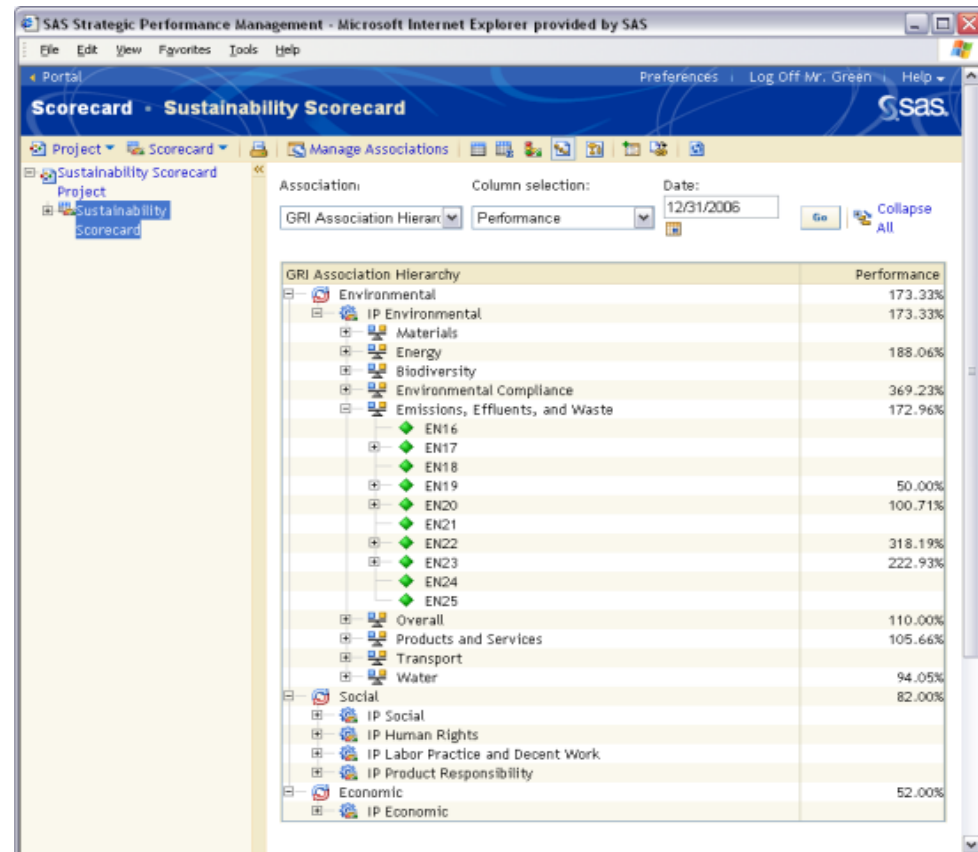 SAS Strategic Performance Management - Microsoft Internet Explorer provided by SAS
File Edit View Favorites Tools Help
Portal Preferences Log Off Mr. Green Help
Scorecard - Sustainability Scorecard sas.
Project Scorecard Manage Associations
Sustainability Scorecard
Project
Sustainability
Scorecard
Association: Column selection: Date:
GRI Association Hierarc Performance 12/31/2006 Go Collapse
All
GRI Association Hierarchy Performance
Environmental 173.33%
IP Environmental 173.33%
Materials
Energy 188.06%
Biodiversity
Environmental Compliance 369.23%
Emissions, Effluents, and Waste 172.96%
EN16
EN17
EN18
EN19 50.00%
EN20 100.71%
EN21
EN22 318.19%
EN23 222.93%
EN24
EN25
Overall 110.00%
Products and Services 105.66%
Transport
Water 94.05%
Social 82.00%
IP Social
IP Human Rights
IP Labor Practice and Decent Work
IP Product Responsibility
Economic 52.00%
IP Economic